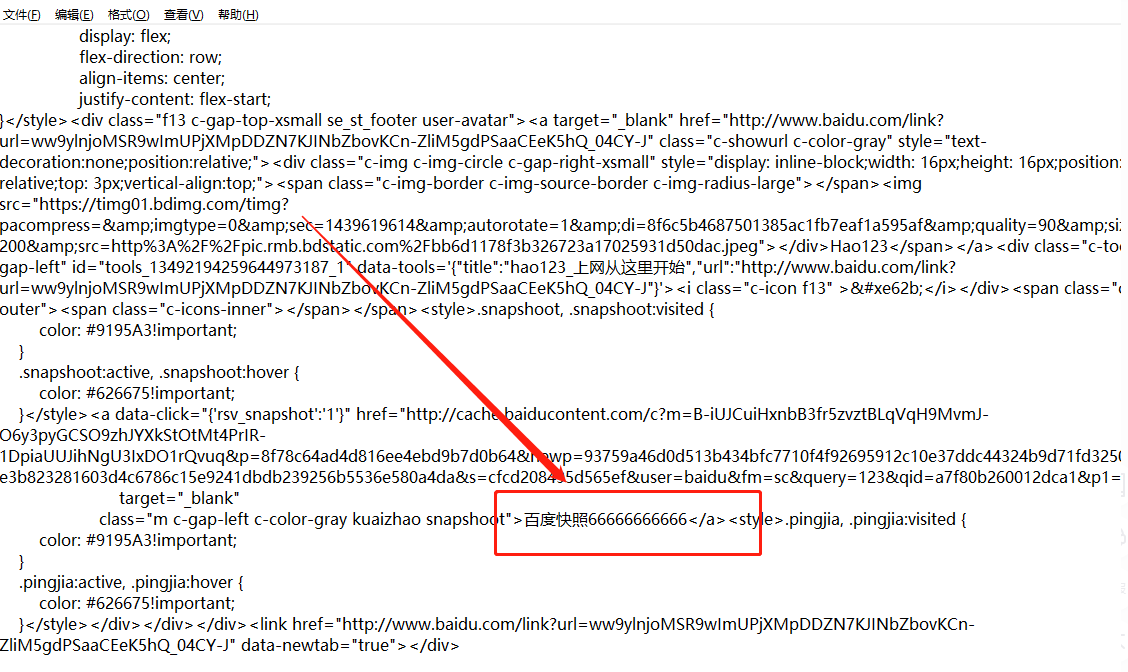 文件(F) 编辑(E) 格式(O) 查看(V) 帮助(H)
display: flex;
flex-direction: row;
align-items: center;
justify-content: flex-start;
}</style><div class="f13 c-gap-top-xsmall se_st_footer user-avatar"><a target="_blank" href="http://www.baidu.com/link?
url=ww9ylnjoMSR9wImUPjXMpDDZN7KJINbZbovKCn-ZliM5gdPSaaCEeK5hQ_04CY-J" class="c-showurl c-color-gray" style="text-
decoration:none;position:relative;"><div class="c-img c-img-circle c-gap-right-xsmall" style="display: inline-block;width: 16px;height: 16px;position:
relative;top: 3px;vertical-align:top;"><span class="c-img-border c-img-source-border c-img-radius-large"></span><img
src="https://timg01.bdimg.com/timg?
pacompress=&amp;imgtype=0&amp;sec=1439619614&amp;autorotate=1&amp;di=8f6c5b4687501385ac1fb7eaf1a595af&amp;quality=90&amp;si
200&amp;src=http%3A%2F%2Fpic.rmb.bdstatic.com%2Fbb6d1178f3b326723a17025931d50dac.jpeg"></div>Hao123</span></a><div class="c-too
gap-left" id="tools_13492194259644973187_1" data-tools='{"title":"hao123_上网从这里开始","url":"http://www.baidu.com/link?
url=ww9ylnjoMSR9wImUPjXMpDDZN7KJINbZbovKCn-ZliM5gdPSaaCEeK5hQ_04CY-J"}'><i class="c-icon f13" >&#xe62b;</i></div><span class="c
outer"><span class="c-icons-inner"></span></span><style>.snapshoot, .snapshoot:visited {
color: #9195A3!important;
}
.snapshoot:active, .snapshoot:hover {
color: #626675!important;
}</style><a data-click="{'rsv_snapshot':'1'}" href="http://cache.baiducontent.com/c?m=B-iUJCuiHxnbB3fr5zvztBLqVqH9MvmJ-
O6y3pyGCSO9zhJYXkStOtMt4PrIR-
1DpiaUUJihNgU3IxDO1rQvuq&p=8f78c64ad4d816ee4ebd9b7d0b64&newp=93759a46d0d513b434bfc7710f4f92695912c10e37ddc44324b9d71fd325
e3b823281603d4c6786c15e9241dbdb239256b5536e580a4da&s=cfcd208495d565ef&user=baidu&fm=sc&query=123&qid=a7f80b260012dca1&p1=
target="_blank"
class="m c-gap-left c-color-gray kuaizhao snapshoot">百度快照66666666666</a><style>.pingjia, .pingjia:visited {
color: #9195A3!important;
}
.pingjia:active, .pingjia:hover {
color: #626675!important;
}</style></div></div></div><link href="http://www.baidu.com/link?url=ww9ylnjoMSR9wImUPjXMpDDZN7KJINbZbovKCn-
ZliM5gdPSaaCEeK5hQ_04CY-J" data-newtab="true"></div>